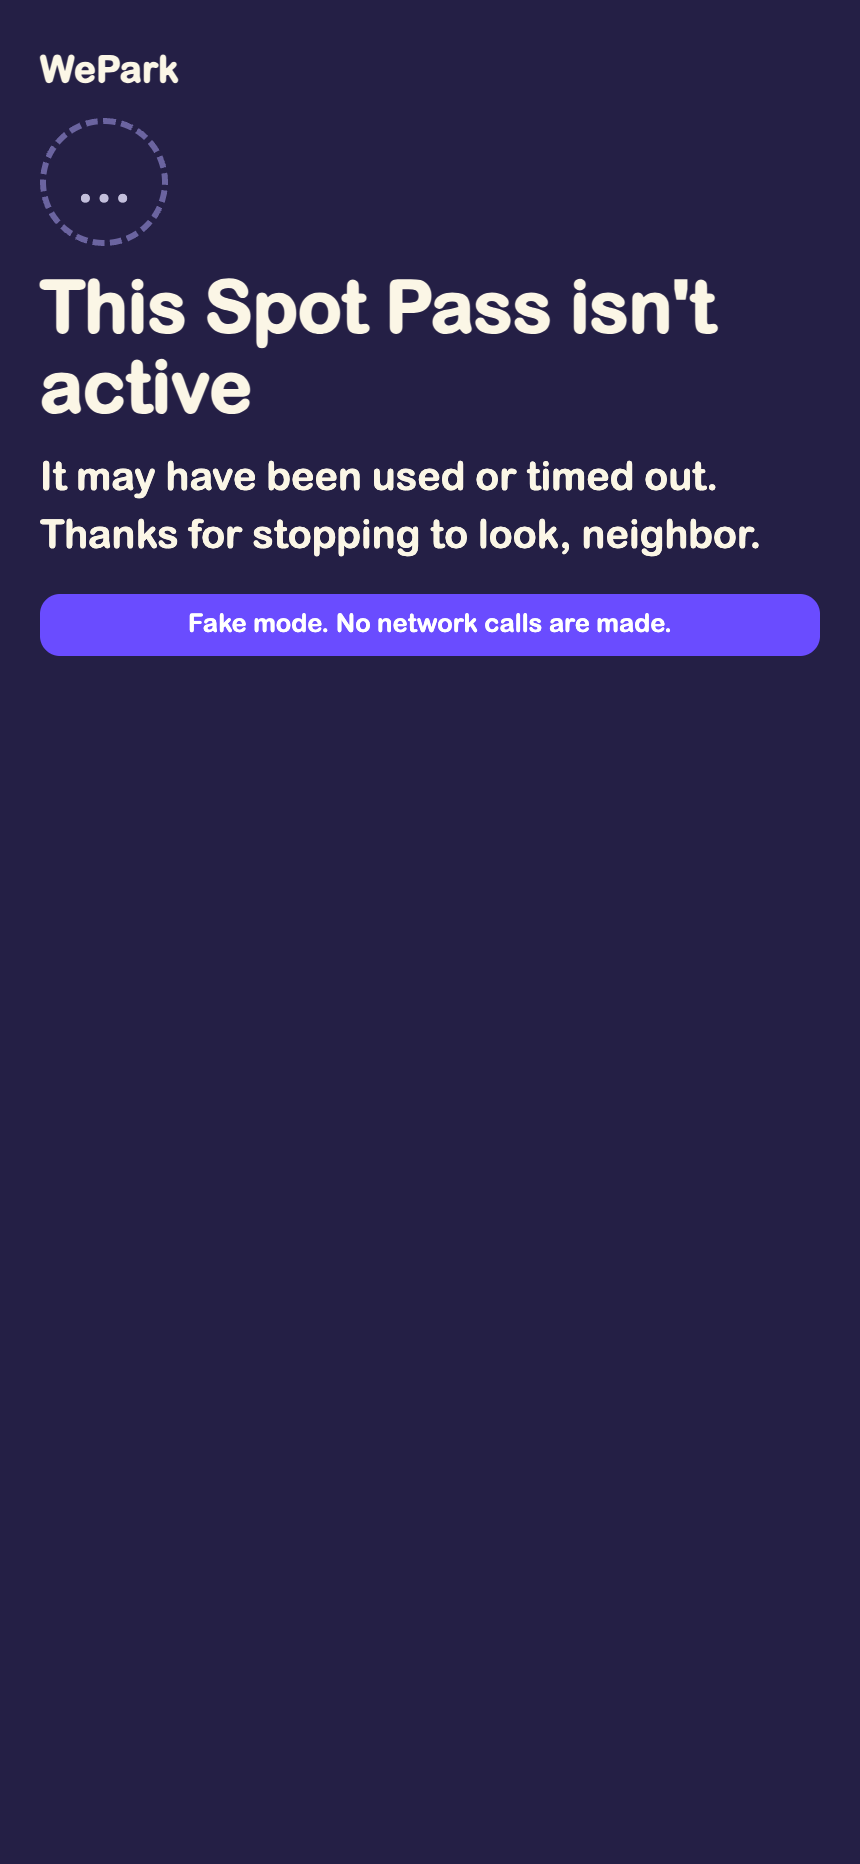 WePark
...
This Spot Pass isn't
active
It may have been used or timed out.
Thanks for stopping to look, neighbor.
Fake mode. No network calls are made.